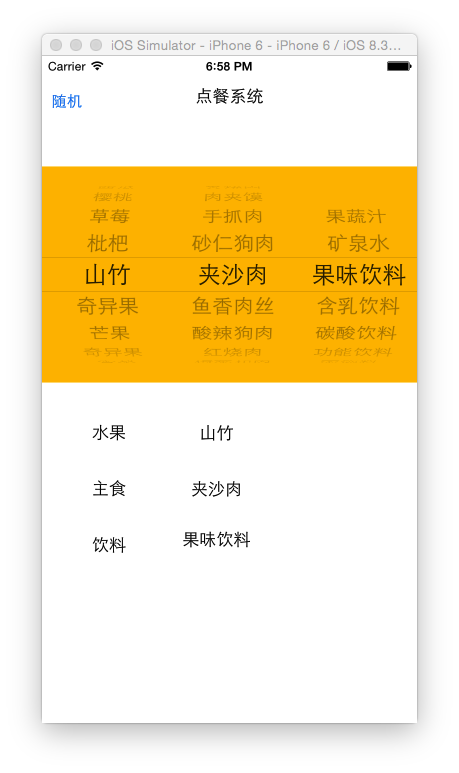 iOS Simulator - iPhone 6 - iPhone 6 / iOS 8.3...
Carrier 6:58 PM
随机 点餐系统
樱桃 肉夹馍
草莓 手抓肉 果蔬汁
枇杷 砂仁狗肉 矿泉水
山竹 夹沙肉 果味饮料
奇异果 鱼香肉丝 含乳饮料
芒果 酸辣狗肉 碳酸饮料
奇异果 红烧肉 功能饮料
水果 山竹
主食 夹沙肉
饮料 果味饮料